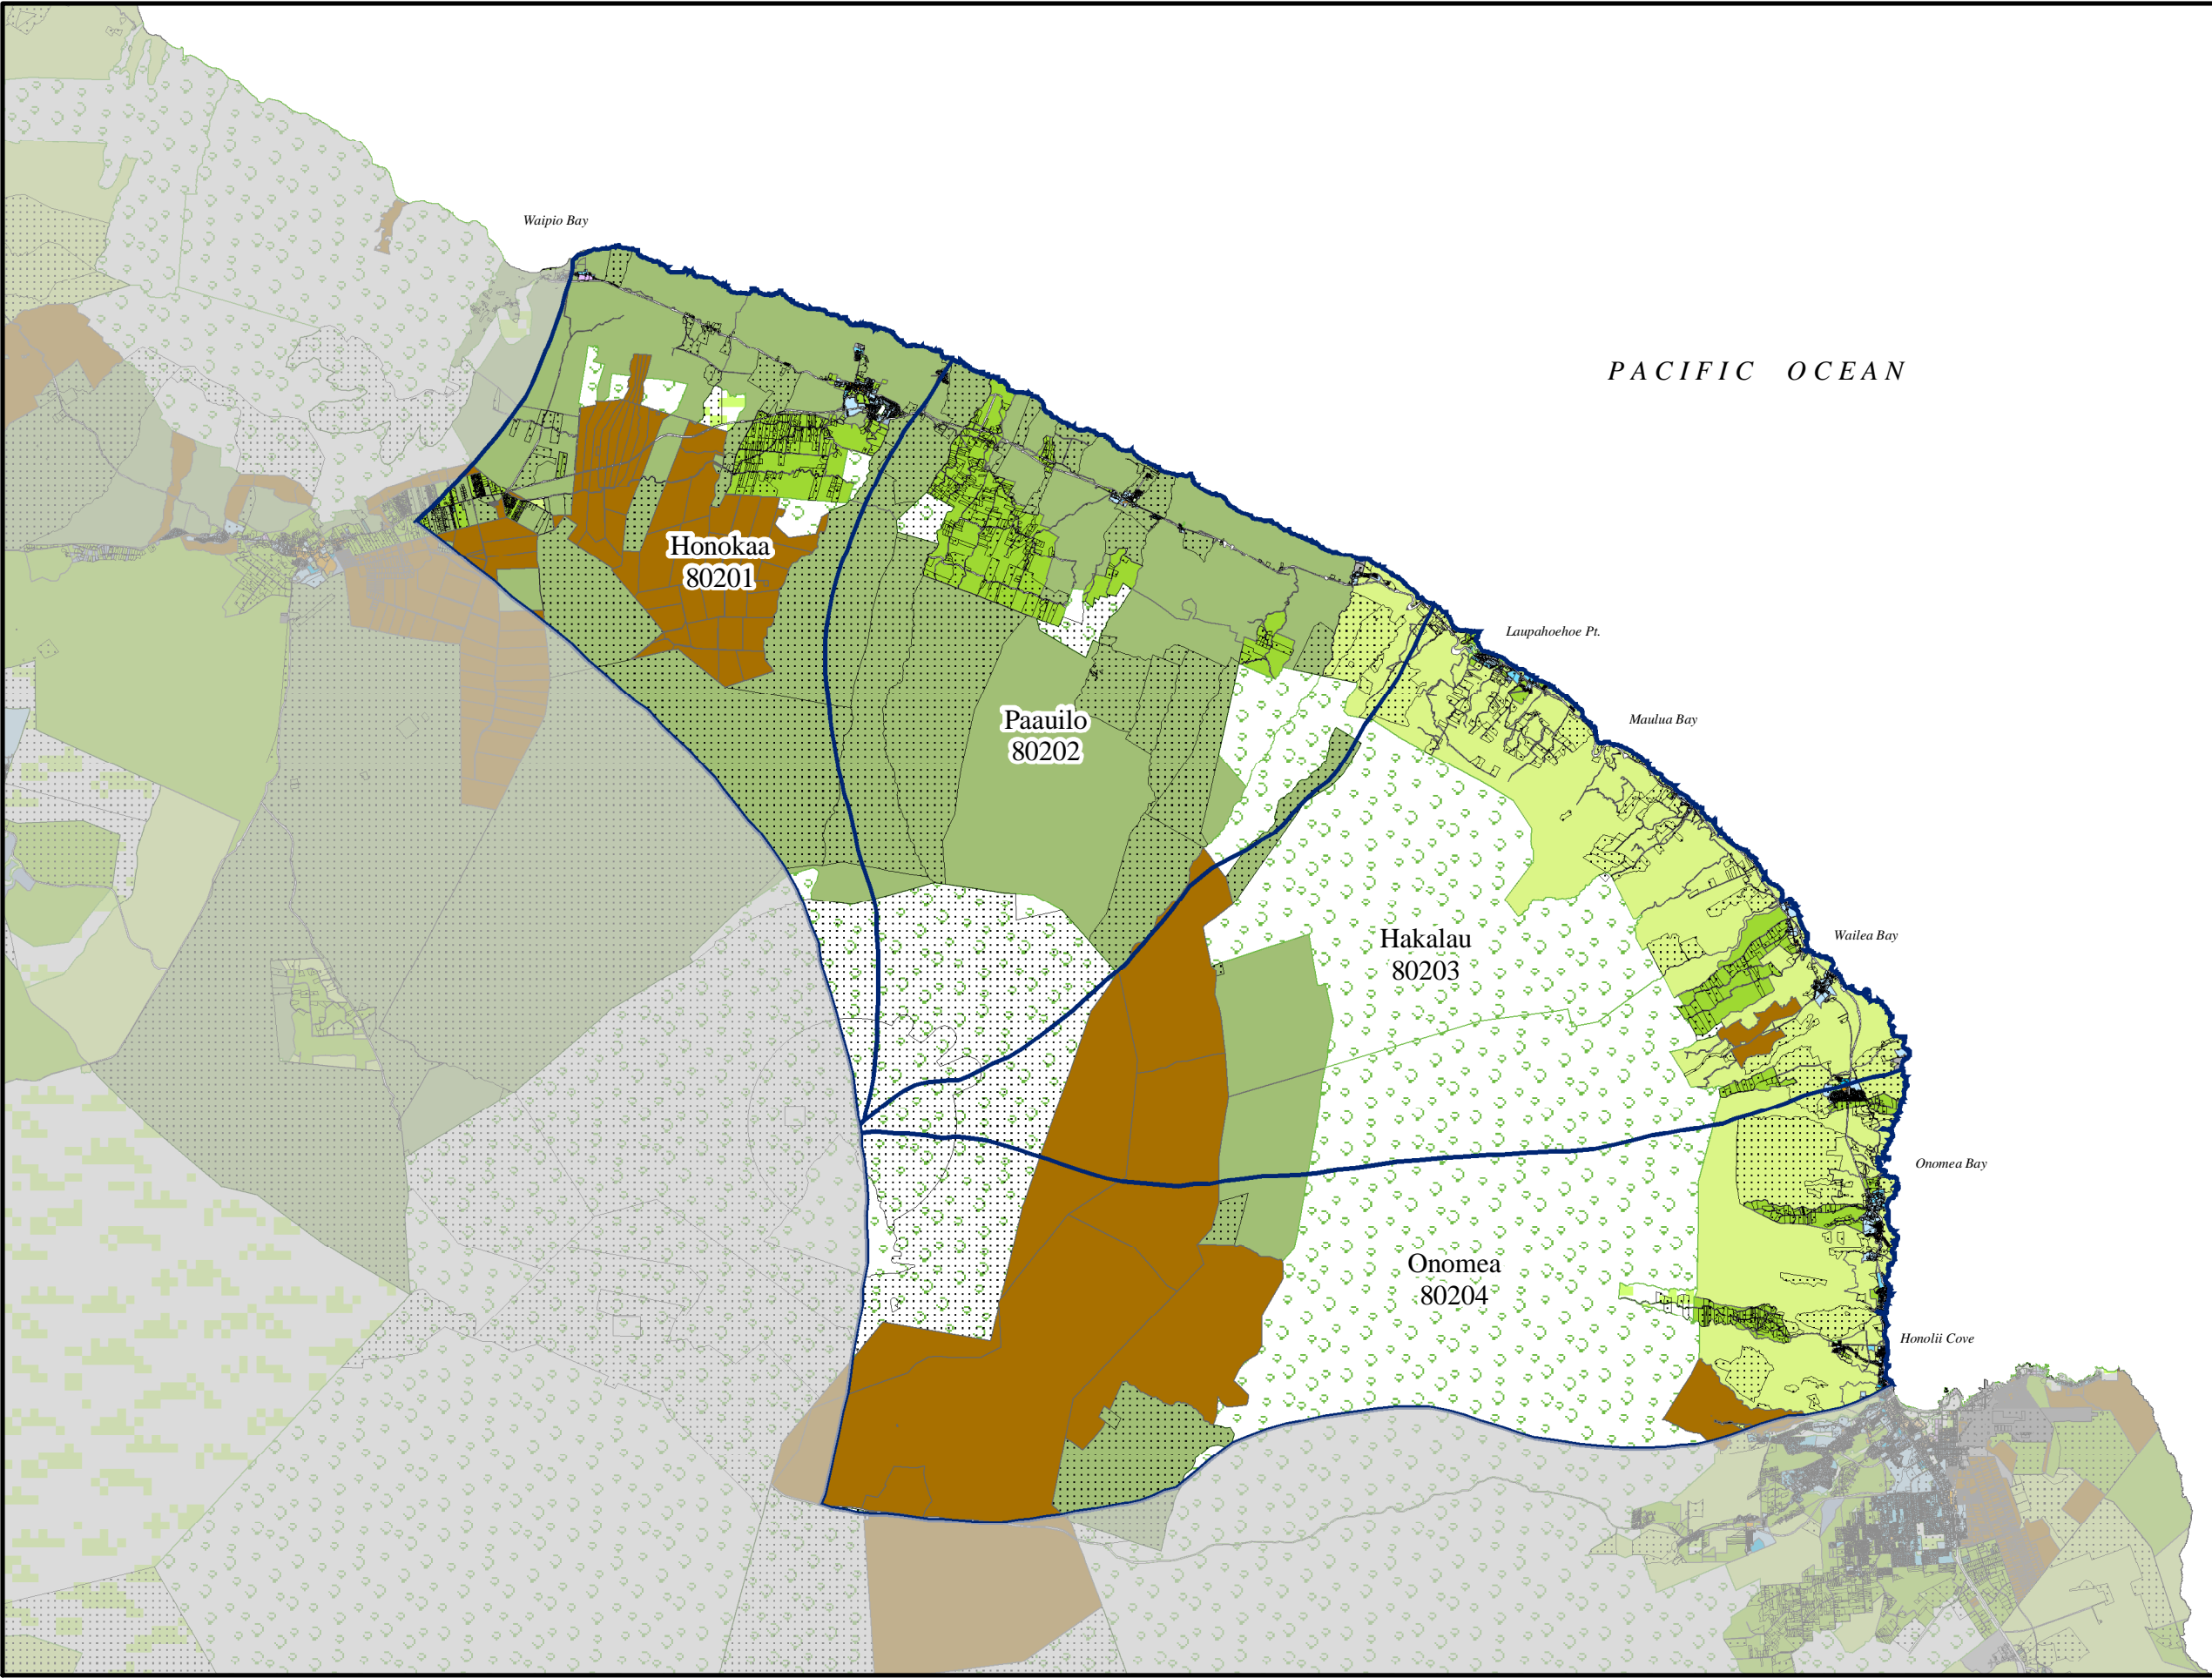 Waipio Bay
PACIFIC OCEAN
Honokaa
80201
Laupahoehoe Pt.
Paauilo
80202
Maulua Bay
Hakalau
80203
Wailea Bay
Onomea Bay
Onomea
80204
Honolii Cove